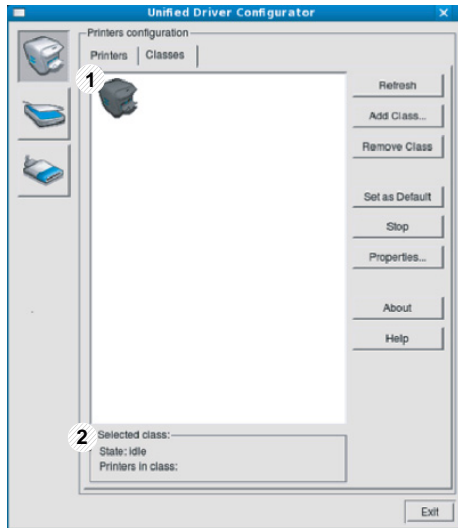 Unified Driver Configurator
Printers configuration
Printers Classes
1
Refresh
Add Class...
Remove Class
Set as Default
Stop
Properties...
About
Help
2 Selected class:
State: idle
Printers in class:
Exit